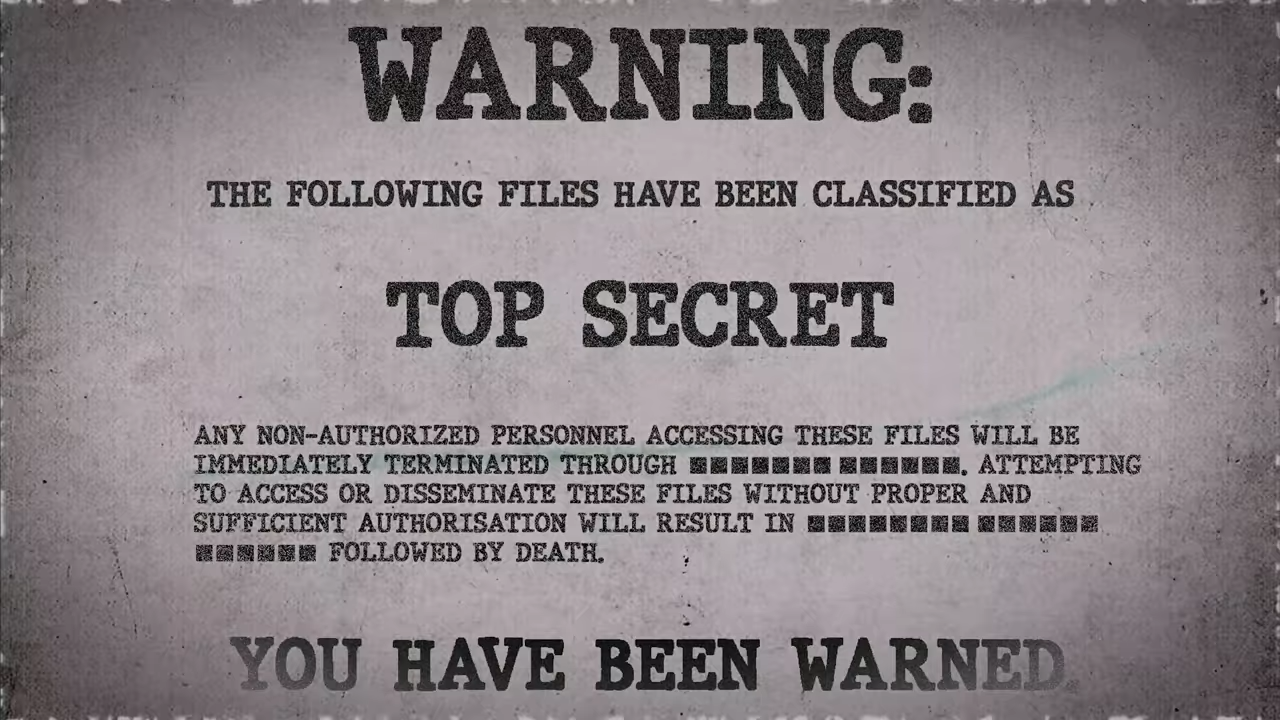 WARNING:
THE FOLLOWING FILES HAVE BEEN CLASSIFIED AS
TOP SECRET
ANY NON-AUTHORIZED PERSONNEL ACCESSING THESE FILES WILL BE
IMMEDIATELY TERMINATED THROUGH ■■■■■■■ ■■■■■■. ATTEMPTING
TO ACCESS OR DISSEMINATE THESE FILES WITHOUT PROPER AND
SUFFICIENT AUTHORISATION WILL RESULT IN ■■■■■■■■ ■■■■■■
■■■■■■ FOLLOWED BY DEATH.
YOU HAVE BEEN WARNED.